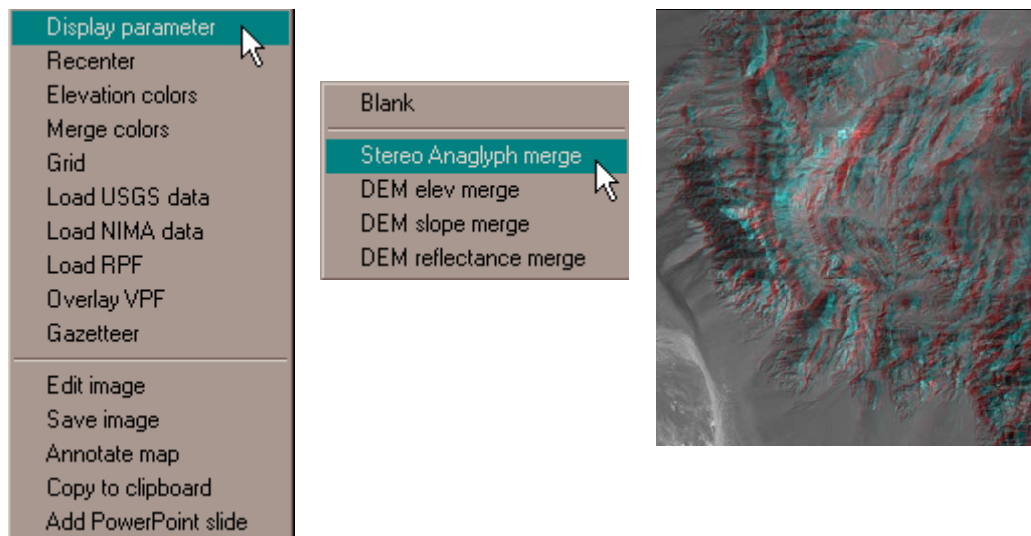 Display parameter
Recenter
Elevation colors
Merge colors
Grid
Load USGS data
Load NIMA data
Load RPF
Overlay VPF
Gazetteer
Edit image
Save image
Annotate map
Copy to clipboard
Add PowerPoint slide
Blank
Stereo Anaglyph merge
DEM elev merge
DEM slope merge
DEM reflectance merge